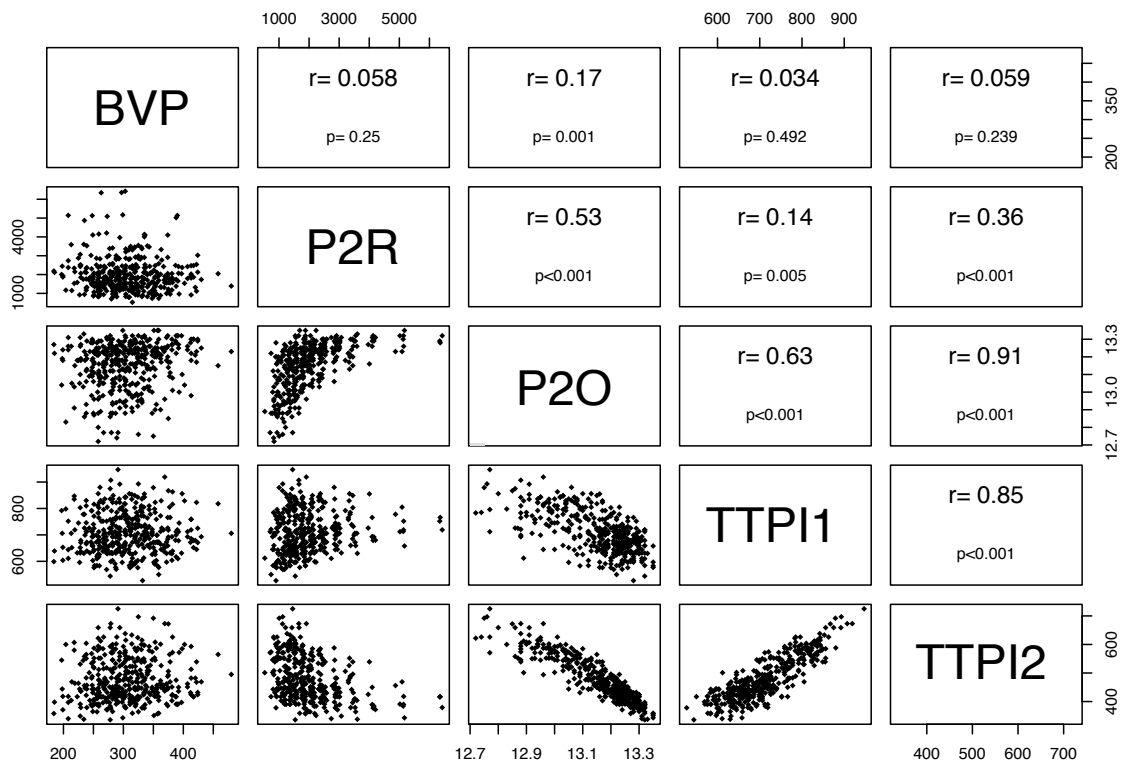 1000 3000 5000 600 700 800 900
BVP r= 0.058 r= 0.17 r= 0.034 r= 0.059
p= 0.25 p= 0.001 p= 0.492 p= 0.239
200 350
1000 4000
P2R r= 0.53 r= 0.14 r= 0.36
p<0.001 p= 0.005 p<0.001
P2O r= 0.63 r= 0.91
p<0.001 p<0.001
12.7 13.0 13.3
600 800
TTPI1 r= 0.85
p<0.001
TTPI2
400 600
200 300 400 12.7 12.9 13.1 13.3 400 500 600 700